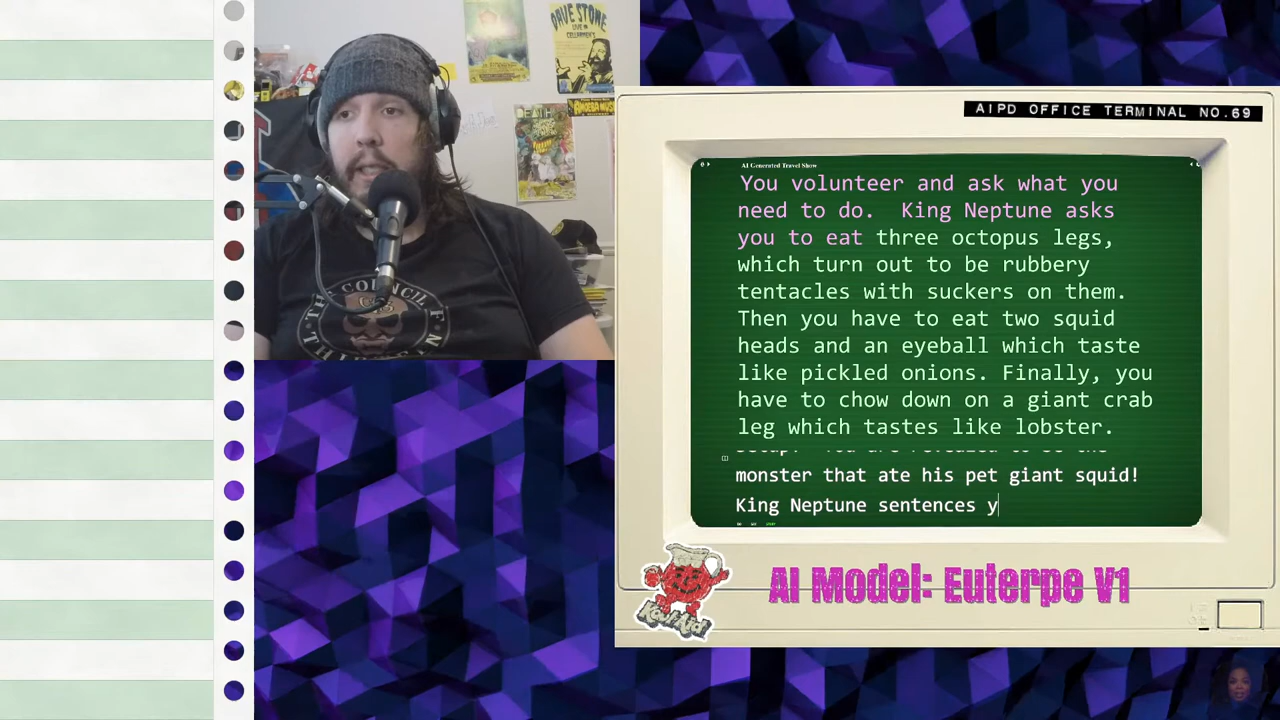 DAVE STONE
LIVE IN
AIPD OFFICE TERMINAL NO.69
AI Generated Travel Show
You volunteer and ask what you
need to do.  King Neptune asks
you to eat three octopus legs,
which turn out to be rubbery
tentacles with suckers on them.
Then you have to eat two squid
heads and an eyeball which taste
like pickled onions. Finally, you
have to chow down on a giant crab
leg which tastes like lobster.
monster that ate his pet giant squid!
King Neptune sentences y
Kool-Aid
AI Model: Euterpe V1